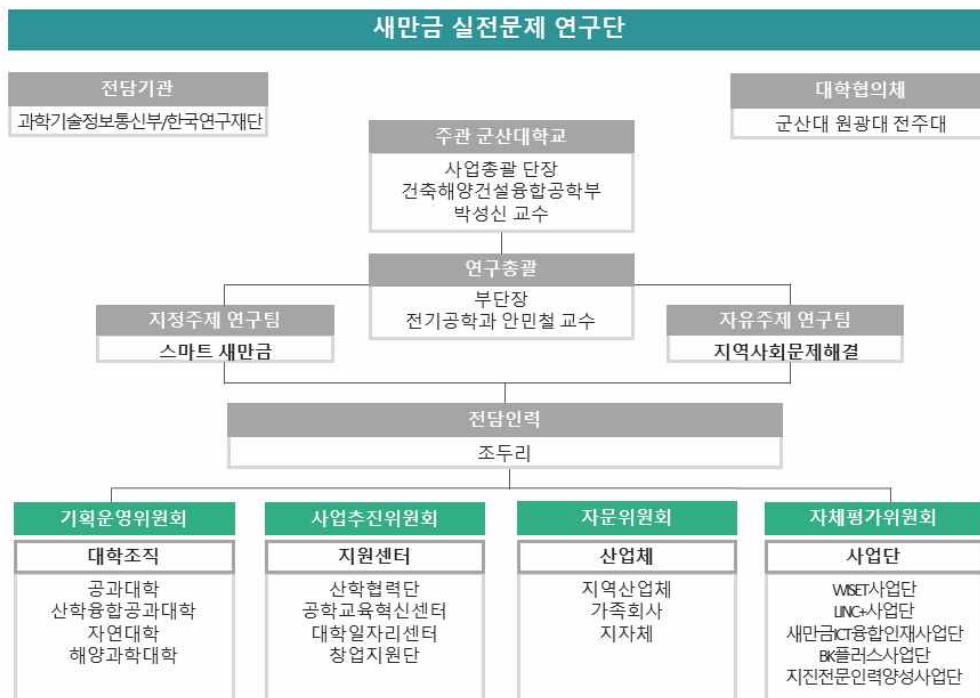 새만금 실전문제 연구단
전담기관
과학기술정보통신부/한국연구재단
대학협의체
군산대 원광대 전주대
주관 군산대학교
사업총괄 단장
건축해양건설융합공학부
박성신 교수
연구총괄
부단장
전기공학과 안민철 교수
지정주제 연구팀
스마트 새만금
자유주제 연구팀
지역사회문제해결
전담인력
조두리
기획운영위원회
대학조직
공과대학
산학융합공과대학
자연대학
해양과학대학
사업추진위원회
지원센터
산학협력단
공학교육혁신센터
대학일자리센터
창업지원단
자문위원회
산업체
지역산업체
가족회사
지자체
자체평가위원회
사업단
WISET사업단
LINC+사업단
새만금ICT융합인재사업단
BK플러스사업단
지진전문인력양성사업단